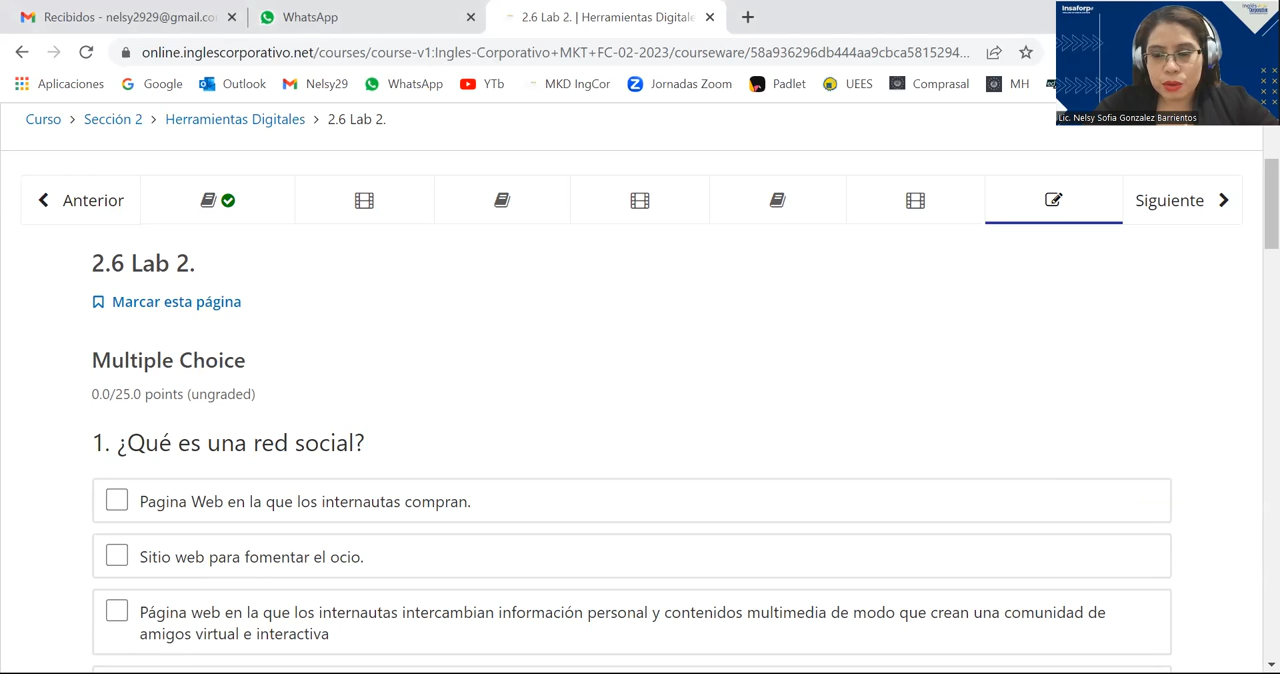 Recibidos - nelsy2929@gmail.co
WhatsApp
2.6 Lab 2. | Herramientas Digitale
online.inglescorporativo.net/courses/course-v1:Ingles-Corporativo+MKT+FC-02-2023/courseware/58a936296db444aa9cbca5815294...
Aplicaciones
Google
Outlook
Nelsy29
WhatsApp
YTb
MKD IngCor
Jornadas Zoom
Padlet
UEES
Comprasal
MH
Insaforp
Lic. Nelsy Sofia Gonzalez Barrientos
Curso > Sección 2 > Herramientas Digitales > 2.6 Lab 2.
Anterior
Siguiente
2.6 Lab 2.
Marcar esta página
Multiple Choice
0.0/25.0 points (ungraded)
1. ¿Qué es una red social?
Pagina Web en la que los internautas compran.
Sitio web para fomentar el ocio.
Página web en la que los internautas intercambian información personal y contenidos multimedia de modo que crean una comunidad de
amigos virtual e interactiva